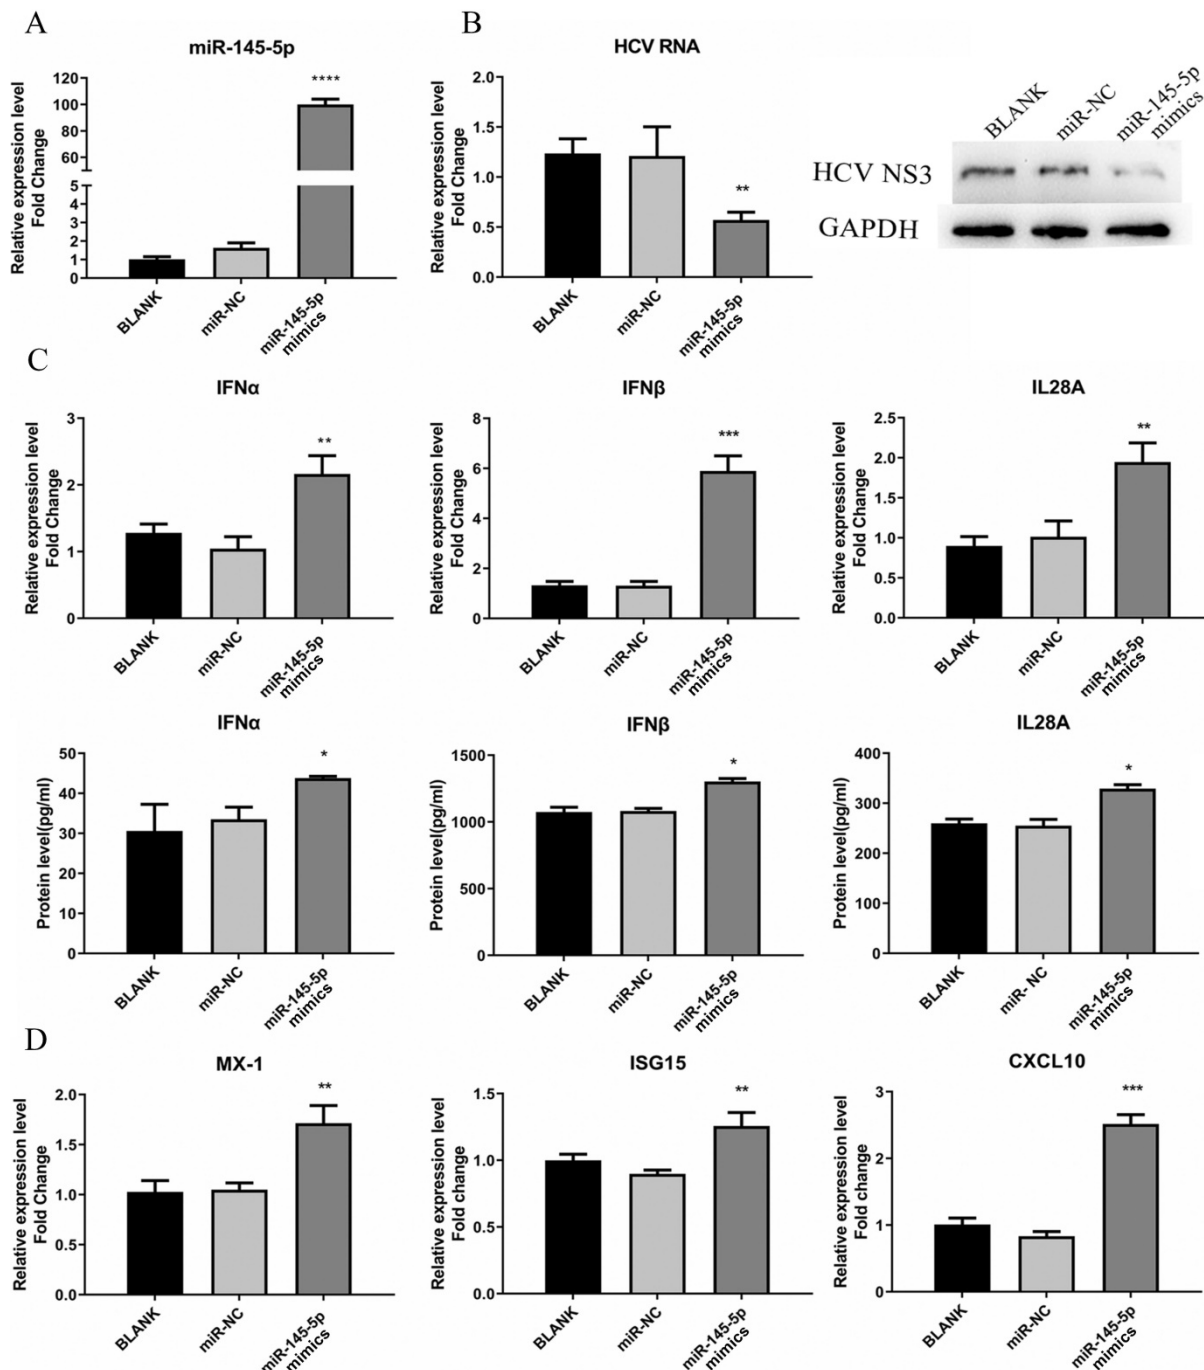 A
miR-145-5p
Relative expression level
Fold Change
120
100
80
60
5
4
3
2
1
0
****
BLANK
miR-NC
miR-145-5p
mimics
B
HCV RNA
Relative expression level
Fold Change
2.0
1.5
1.0
0.5
0.0
**
BLANK
miR-NC
miR-145-5p
mimics
BLANK
miR-NC
miR-145-5p
mimics
HCV NS3
GAPDH
C
IFNα
Relative expression level
Fold Change
3
2
1
0
**
BLANK
miR-NC
miR-145-5p
mimics
IFNβ
Relative expression level
Fold Change
8
6
4
2
0
***
BLANK
miR-NC
miR-145-5p
mimics
IL28A
Relative expression level
Fold Change
2.5
2.0
1.5
1.0
0.5
0.0
**
BLANK
miR-NC
miR-145-5p
mimics
IFNα
Protein level(pg/ml)
50
40
30
20
10
0
*
BLANK
miR-NC
miR-145-5p
mimics
IFNβ
Protein level(pg/ml)
1500
1000
500
0
*
BLANK
miR-NC
miR-145-5p
mimics
IL28A
Protein level(pg/ml)
400
300
200
100
0
*
BLANK
miR- NC
miR-145-5p
mimics
D
MX-1
Relative expression level
Fold Change
2.0
1.5
1.0
0.5
0.0
**
BLANK
miR-NC
miR-145-5p
mimics
ISG15
Relative expression level
Fold change
1.5
1.0
0.5
0.0
**
BLANK
miR-NC
miR-145-5p
mimics
CXCL10
Relative expression level
Fold change
3
2
1
0
***
BLANK
miR-NC
miR-145-5p
mimics